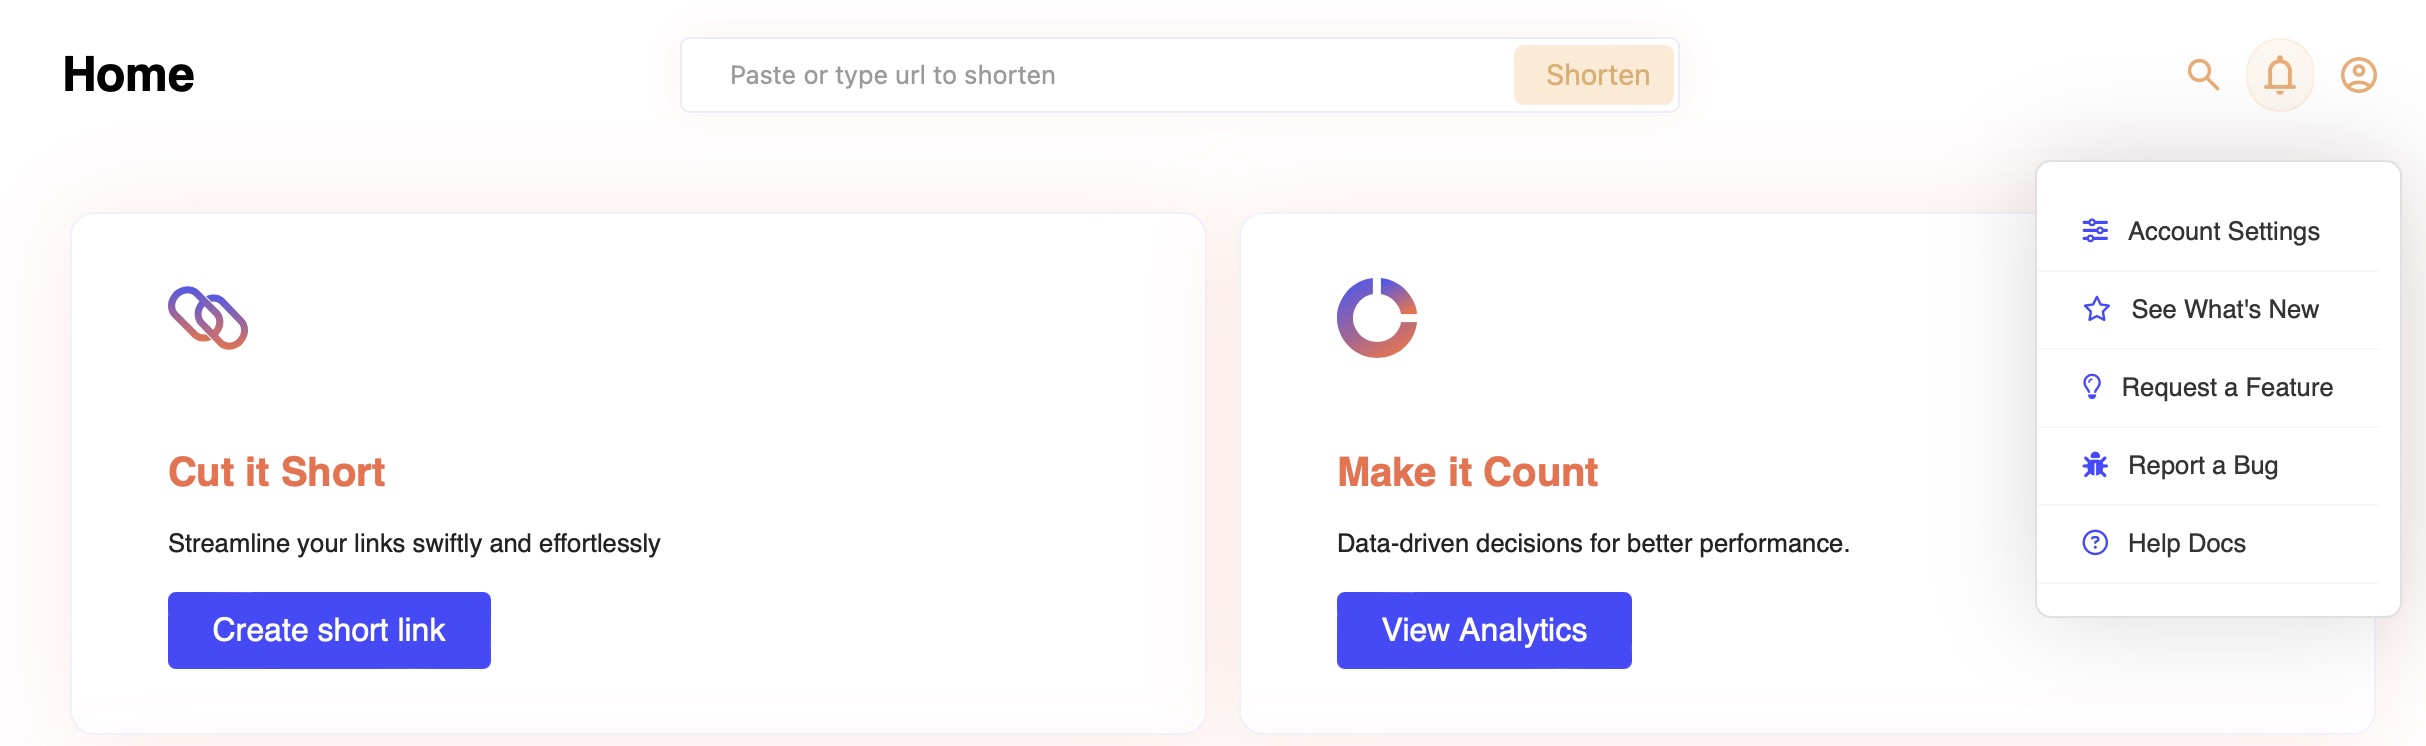 Home
Paste or type url to shorten
Shorten
Cut it Short
Streamline your links swiftly and effortlessly
Create short link
Make it Count
Data-driven decisions for better performance.
View Analytics
Account Settings
See What's New
Request a Feature
Report a Bug
Help Docs